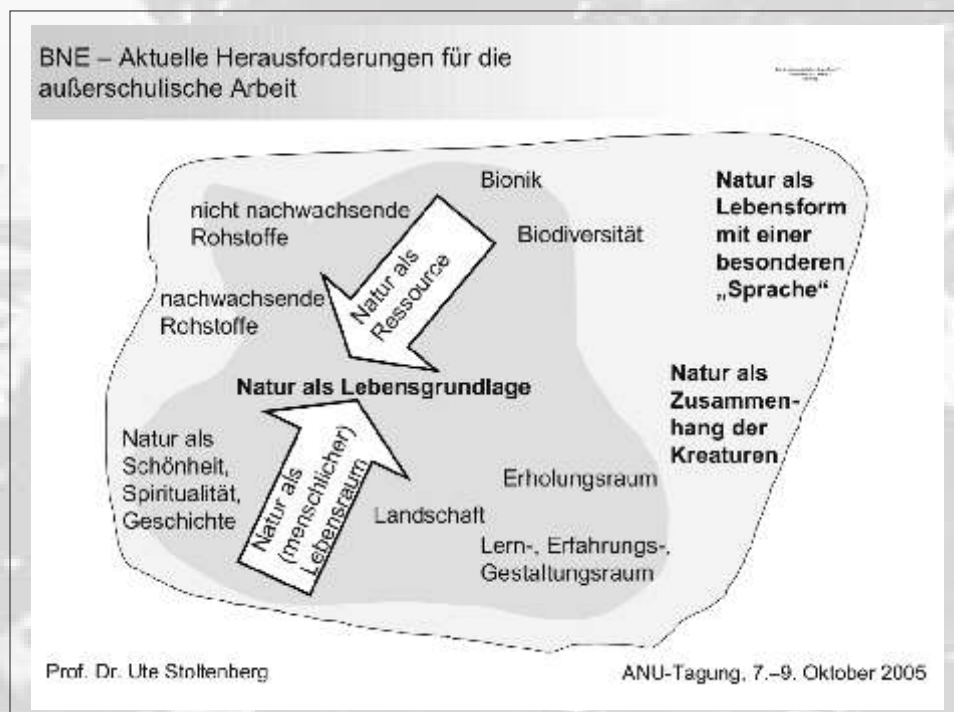 BNE – Aktuelle Herausforderungen für die
außerschulische Arbeit
Bionik
nicht nachwachsende
Rohstoffe
Biodiversität
Natur als
Lebensform
mit einer
besonderen
„Sprache“
Natur als
Ressource
nachwachsende
Rohstoffe
Natur als Lebensgrundlage
Natur als
Zusammen-
hang der
Kreaturen
Natur als
Schönheit,
Spiritualität,
Geschichte
Natur als
(menschlicher)
Lebensraum
Landschaft
Erholungsraum
Lern-, Erfahrungs-,
Gestaltungsraum
Prof. Dr. Ute Stoltenberg
ANU-Tagung, 7.–9. Oktober 2005